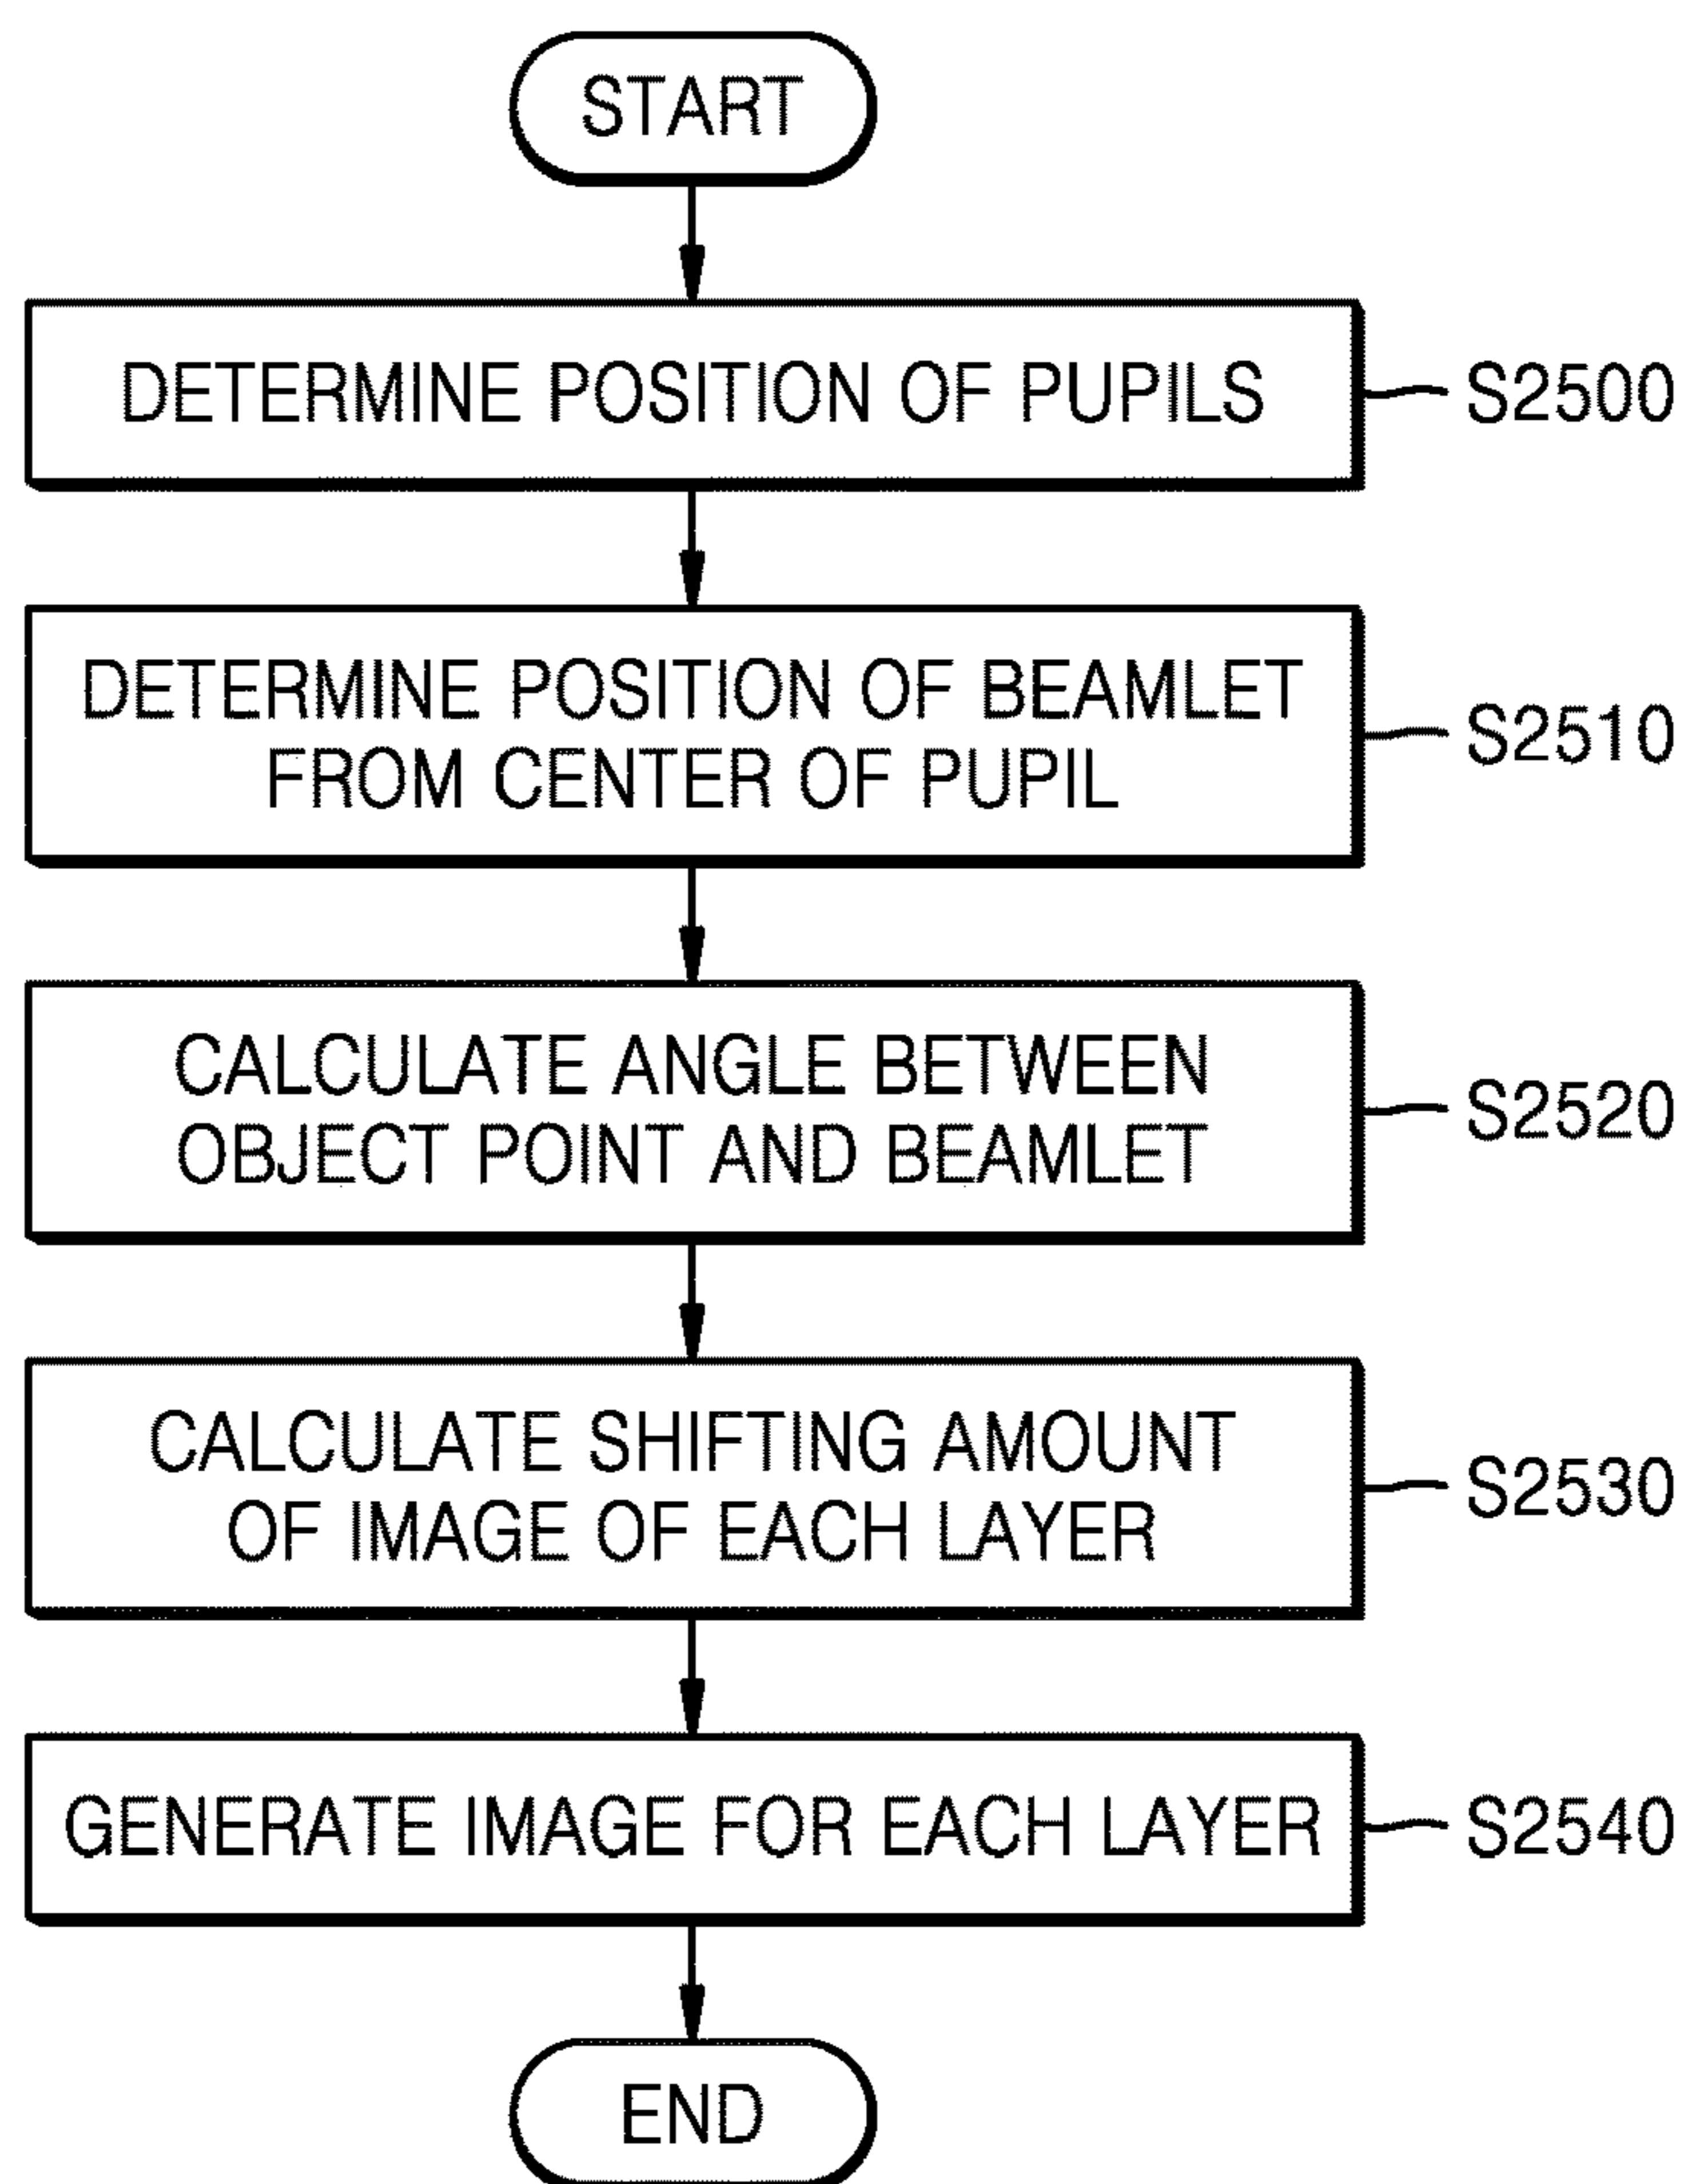 START
DETERMINE POSITION OF PUPILS
S2500
DETERMINE POSITION OF BEAMLET
FROM CENTER OF PUPIL
S2510
CALCULATE ANGLE BETWEEN
OBJECT POINT AND BEAMLET
S2520
CALCULATE SHIFTING AMOUNT
OF IMAGE OF EACH LAYER
S2530
GENERATE IMAGE FOR EACH LAYER
S2540
END